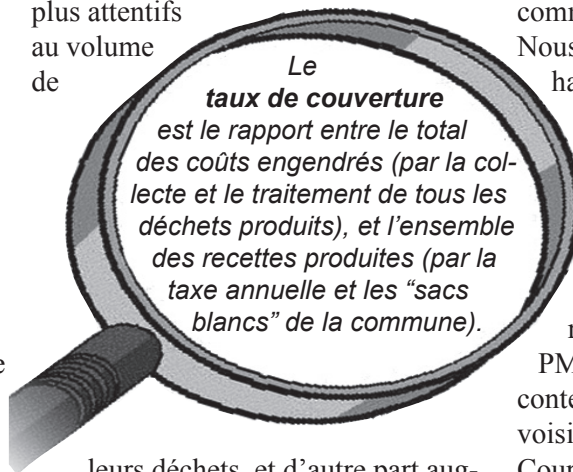 plus attentifs
au volume
de
Le
taux de couverture
est le rapport entre le total
des coûts engendrés (par la col-
lecte et le traitement de tous les
déchets produits), et l'ensemble
des recettes produites (par la
taxe annuelle et les "sacs
blancs" de la commune).
leurs déchets, et d'autre part aug-
Nous